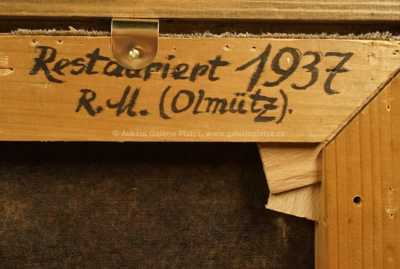 Restauriert 1937
R. M. (Olmütz).